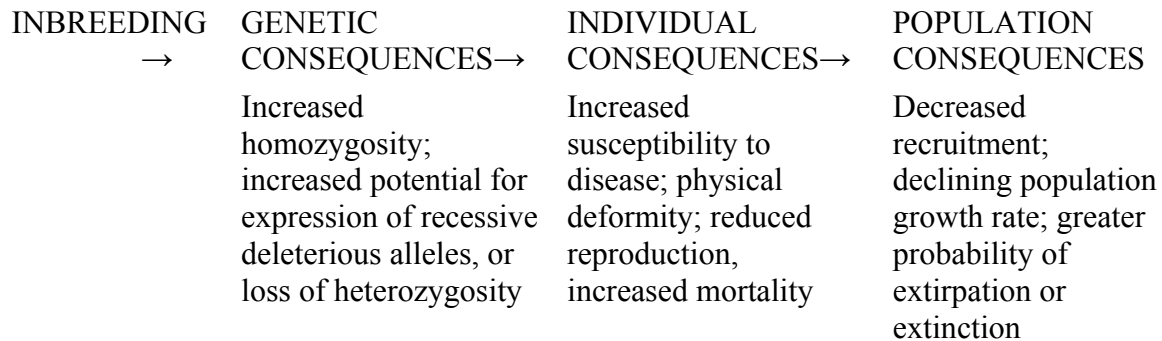 INBREEDING → GENETIC CONSEQUENCES→ INDIVIDUAL CONSEQUENCES→ POPULATION CONSEQUENCES
Increased
homozygosity;
increased potential for
expression of recessive
deleterious alleles, or
loss of heterozygosity
Increased
susceptibility to
disease; physical
deformity; reduced
reproduction,
increased mortality
Decreased
recruitment;
declining population
growth rate; greater
probability of
extirpation or
extinction